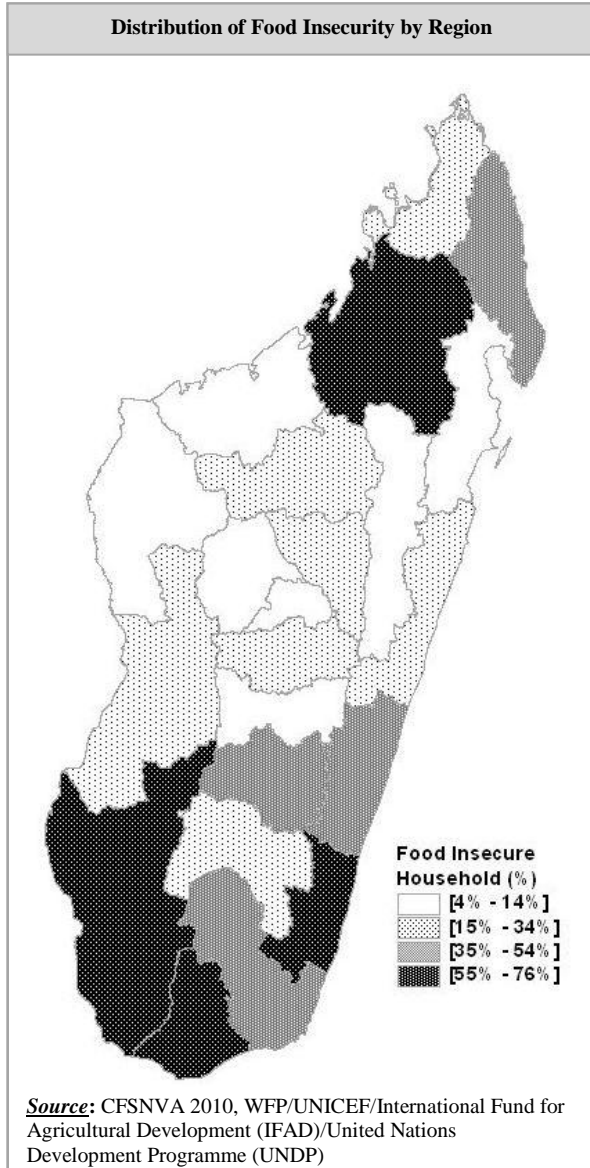 Distribution of Food Insecurity by Region
Food Insecure
Household (%)
[4% - 14%]
[15% - 34%]
[35% - 54%]
[55% - 76%]
Source: CFSNVA 2010, WFP/UNICEF/International Fund for
Agricultural Development (IFAD)/United Nations
Development Programme (UNDP)